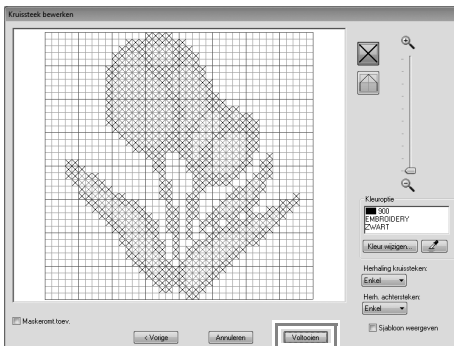 Kruissteek bewerken
Kleuroptie
900
EMBROIDERY
ZWART
Kleur wijzigen...
Herhaling kruissteken:
Enkel
Herh. achtersteken:
Enkel
Sjabloon weergeven
Maskeromt.toev.
< Vorige
Annuleren
Voltooien